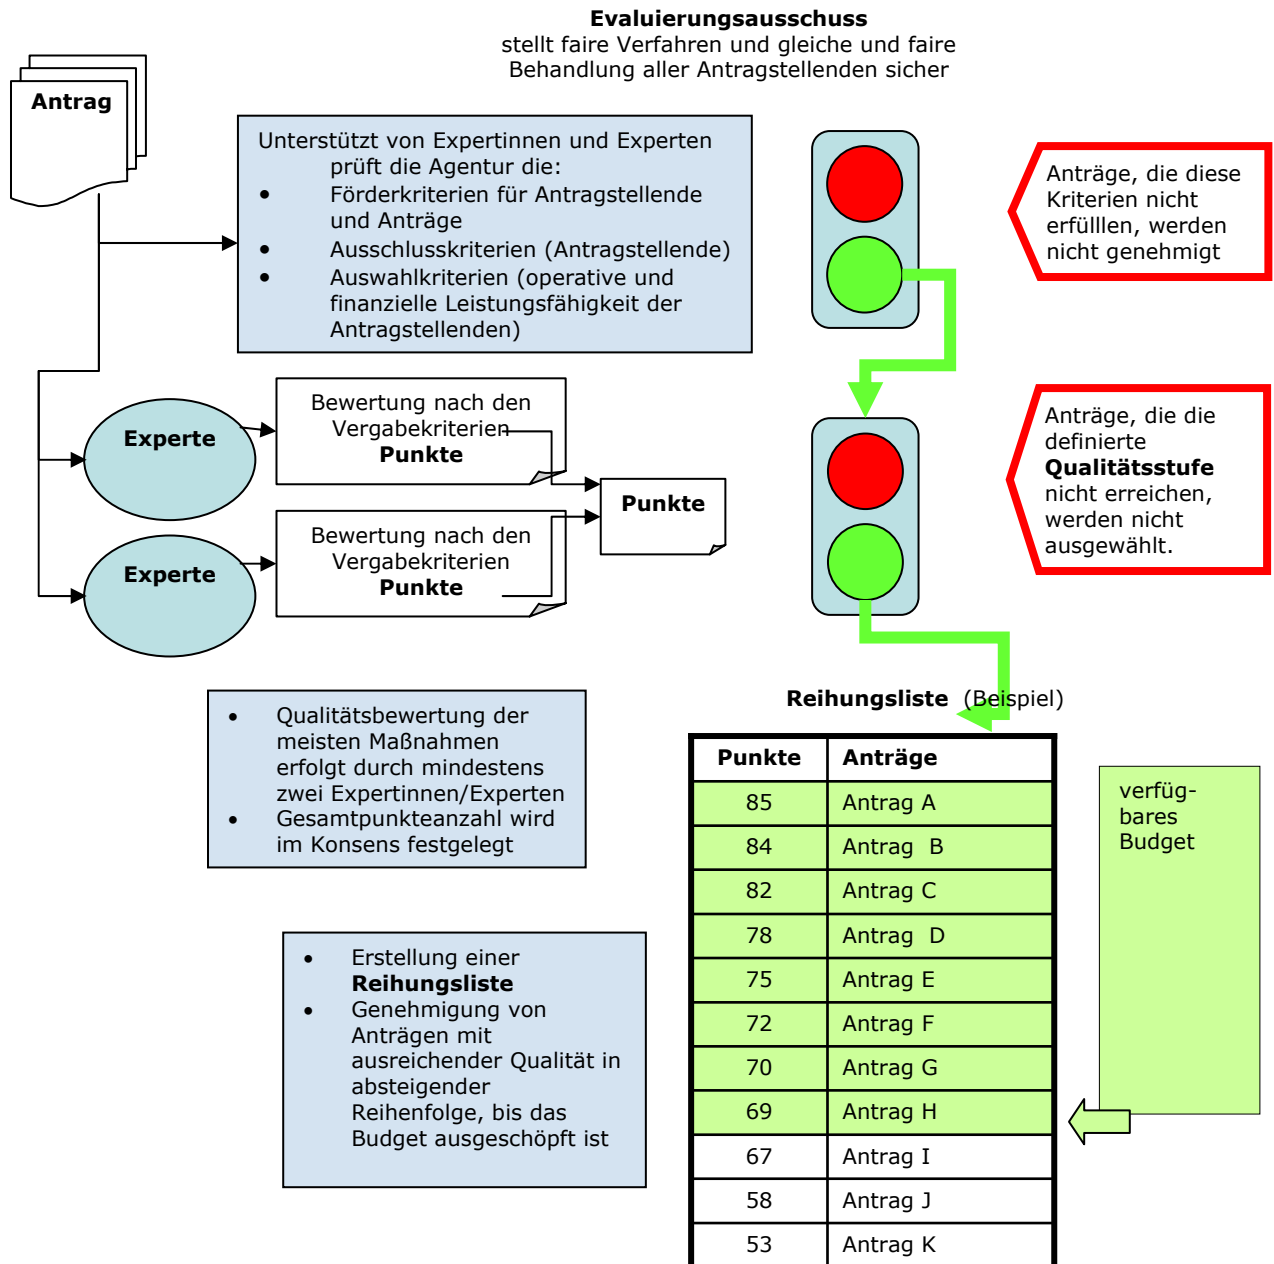 Evaluierungsausschuss
stellt faire Verfahren und gleiche und faire
Behandlung aller Antragstellenden sicher
Antrag
Unterstützt von Expertinnen und Experten
prüft die Agentur die:
• Förderkriterien für Antragstellende
und Anträge
• Ausschlusskriterien (Antragstellende)
• Auswahlkriterien (operative und
finanzielle Leistungsfähigkeit der
Antragstellenden)
Anträge, die diese
Kriterien nicht
erfülllen, werden
nicht genehmigt
Experte
Bewertung nach den
Vergabekriterien
Punkte
Punkte
Experte
Bewertung nach den
Vergabekriterien
Punkte
Anträge, die die
definierte
Qualitätsstufe
nicht erreichen,
werden nicht
ausgewählt.
• Qualitätsbewertung der
meisten Maßnahmen
erfolgt durch mindestens
zwei Expertinnen/Experten
• Gesamtpunkteanzahl wird
im Konsens festgelegt
• Erstellung einer
Reihungsliste
• Genehmigung von
Anträgen mit
ausreichender Qualität in
absteigender
Reihenfolge, bis das
Budget ausgeschöpft ist
Reihungsliste (Beispiel)
Punkte Anträge
85 Antrag A
84 Antrag B
82 Antrag C
78 Antrag D
75 Antrag E
72 Antrag F
70 Antrag G
69 Antrag H
67 Antrag I
58 Antrag J
53 Antrag K
verfüg-
bares
Budget